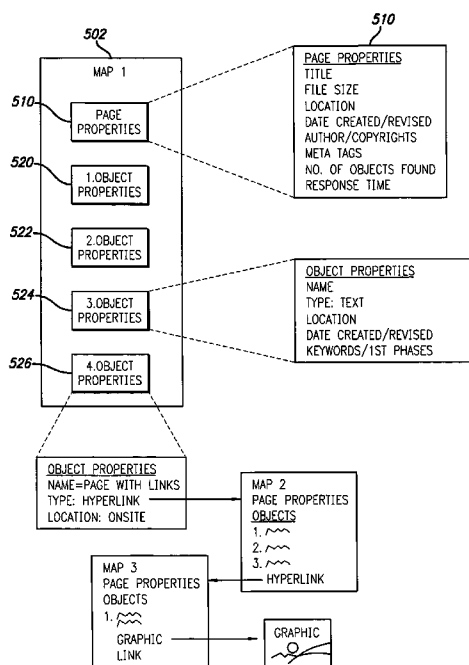 502
MAP 1
510
PAGE
PROPERTIES
520
1.OBJECT
PROPERTIES
522
2.OBJECT
PROPERTIES
524
3.OBJECT
PROPERTIES
526
4.OBJECT
PROPERTIES
510
PAGE PROPERTIES
TITLE
FILE SIZE
LOCATION
DATE CREATED/REVISED
AUTHOR/COPYRIGHTS
META TAGS
NO. OF OBJECTS FOUND
RESPONSE TIME
OBJECT PROPERTIES
NAME
TYPE: TEXT
LOCATION
DATE CREATED/REVISED
KEYWORDS/1ST PHASES
OBJECT PROPERTIES
NAME=PAGE WITH LINKS
TYPE: HYPERLINK
LOCATION: ONSITE
MAP 2
PAGE PROPERTIES
OBJECTS
1.
2.
3.
HYPERLINK
MAP 3
PAGE PROPERTIES
OBJECTS
1.
GRAPHIC
LINK
GRAPHIC